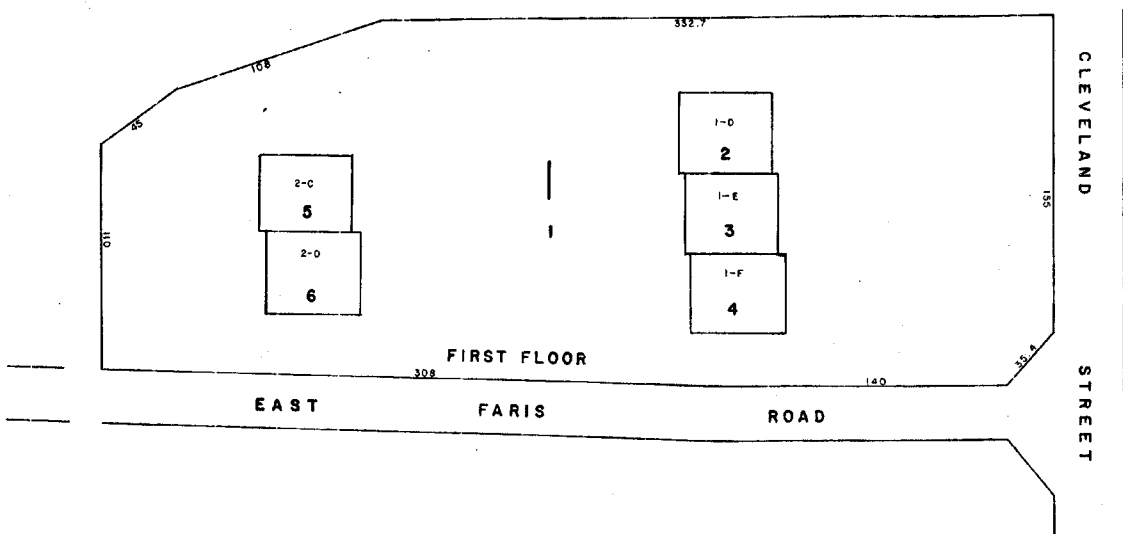 332.7
108
CLEVELAND
45
1-D
2
2-C
5
1
1-E
3
155
110
2-D
6
1-F
4
35.4
FIRST FLOOR
308
140
EAST FARIS ROAD
STREET